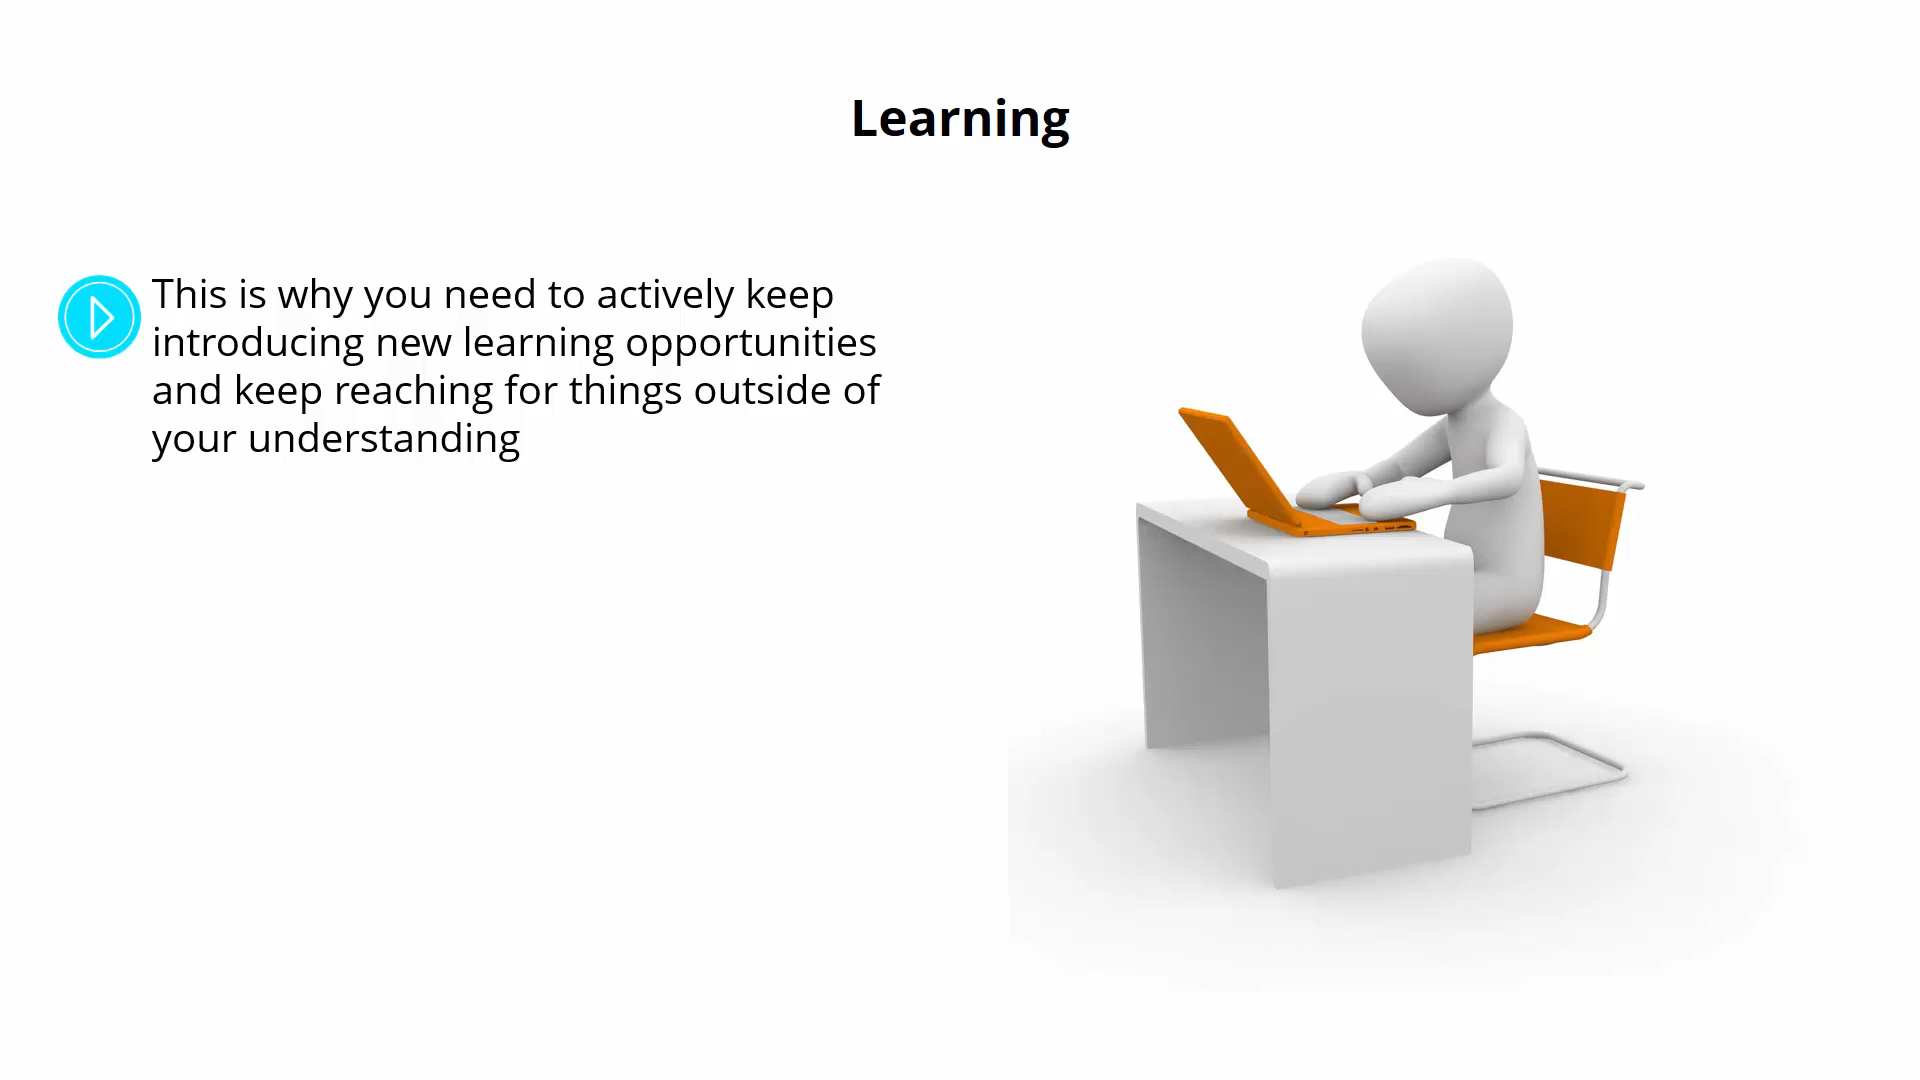 Learning
This is why you need to actively keep
introducing new learning opportunities
and keep reaching for things outside of
your understanding